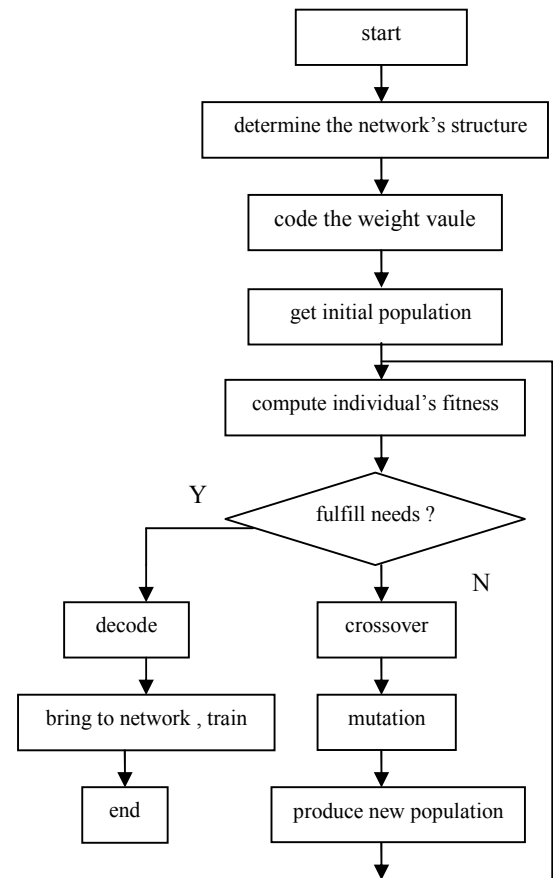 start
determine the network’s structure
code the weight vaule
get initial population
compute individual’s fitness
fulfill needs ?
Y
N
decode
crossover
bring to network , train
mutation
end
produce new population